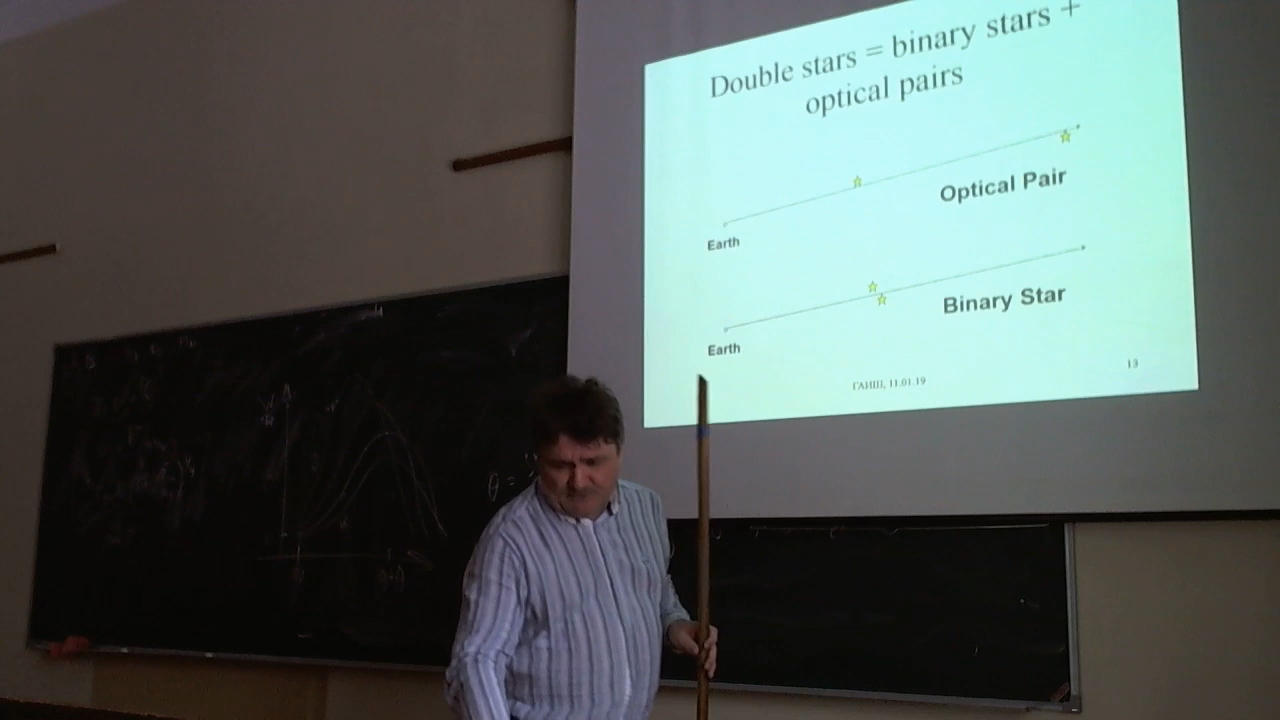 Double stars = binary stars +
optical pairs
Optical Pair
Earth
Binary Star
Earth
ГАИШ, 11.01.19
13
θ =